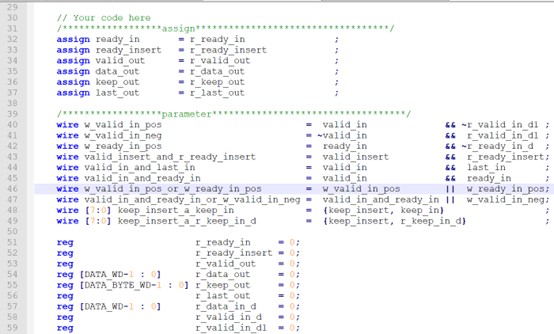 29
30 // Your code here
31 /*****************assign***********************************/
32 assign ready_in = r_ready_in ;
33 assign ready_insert = r_ready_insert ;
34 assign valid_out = r_valid_out ;
35 assign data_out = r_data_out ;
36 assign keep_out = r_keep_out ;
37 assign last_out = r_last_out ;
38
39 /*****************parameter***********************************/
40 wire w_valid_in_pos = valid_in && ~r_valid_in_d1 ;
41 wire w_valid_in_neg = ~valid_in && r_valid_in_d1 ;
42 wire w_ready_in_pos = ready_in && ~r_ready_in_d ;
43 wire valid_insert_and_r_ready_insert = valid_insert && r_ready_insert;
44 wire valid_in_and_last_in = valid_in && last_in ;
45 wire valid_in_and_ready_in = valid_in && ready_in ;
46 wire w_valid_in_pos_or_w_ready_in_pos = w_valid_in_pos || w_ready_in_pos;
47 wire valid_in_and_ready_in_or_w_valid_in_neg = valid_in_and_ready_in || w_valid_in_neg;
48 wire [7:0] keep_insert_a_keep_in = {keep_insert, keep_in} ;
49 wire [7:0] keep_insert_a_r_keep_in_d = {keep_insert, r_keep_in_d} ;
50
51 reg r_ready_in = 0;
52 reg r_ready_insert = 0;
53 reg r_valid_out = 0;
54 reg [DATA_WD-1 : 0] r_data_out = 0;
55 reg [DATA_BYTE_WD-1 : 0] r_keep_out = 0;
56 reg r_last_out = 0;
57 reg [DATA_WD-1 : 0] r_data_in_d = 0;
58 reg r_valid_in_d = 0;
59 reg r_valid_in_d1 = 0;